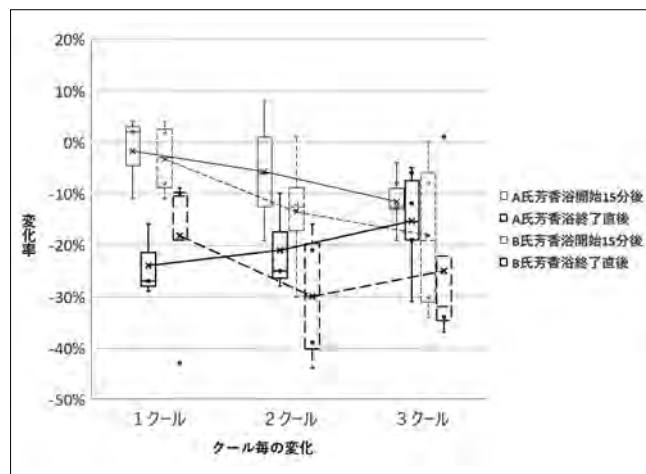 20%
10%
0%
-10%
-20%
-30%
-40%
-50%
変化率
1クール
2クール
3クール
クール毎の変化
A氏芳香浴開始15分後
A氏芳香浴終了直後
B氏芳香浴開始15分後
B氏芳香浴終了直後